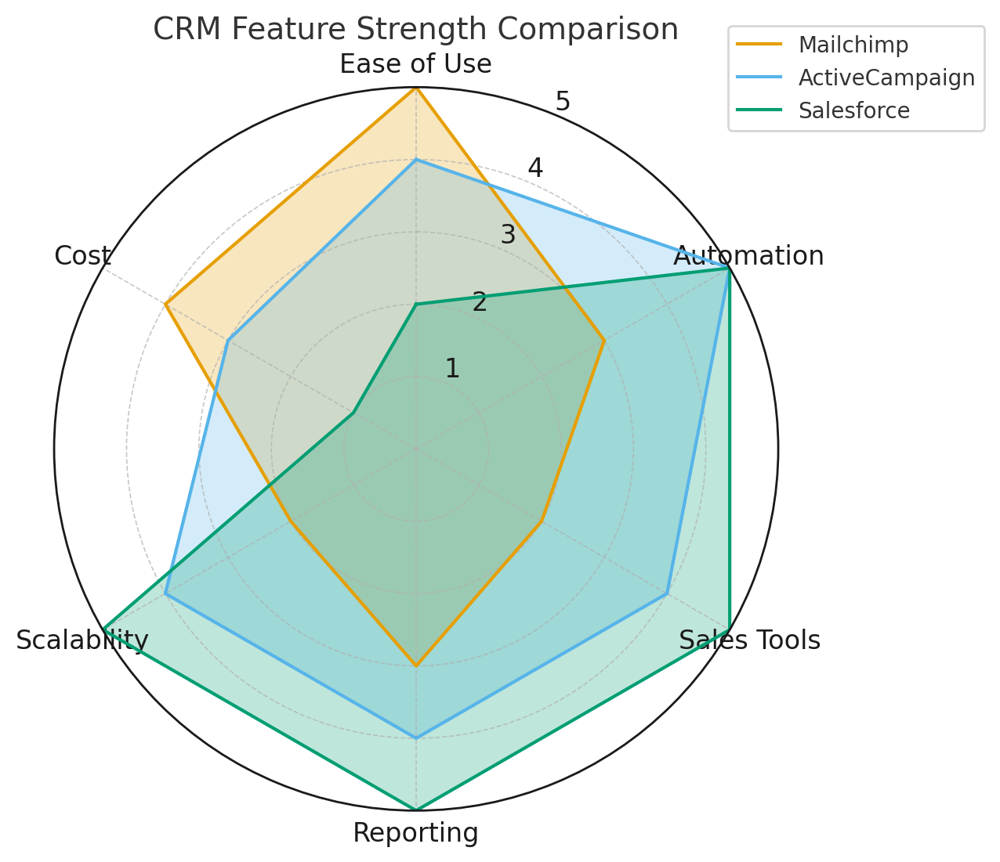 CRM Feature Strength Comparison
Mailchimp
ActiveCampaign
Salesforce
Ease of Use
5
4
3
2
1
Cost
Automation
Scalability
Sales Tools
Reporting